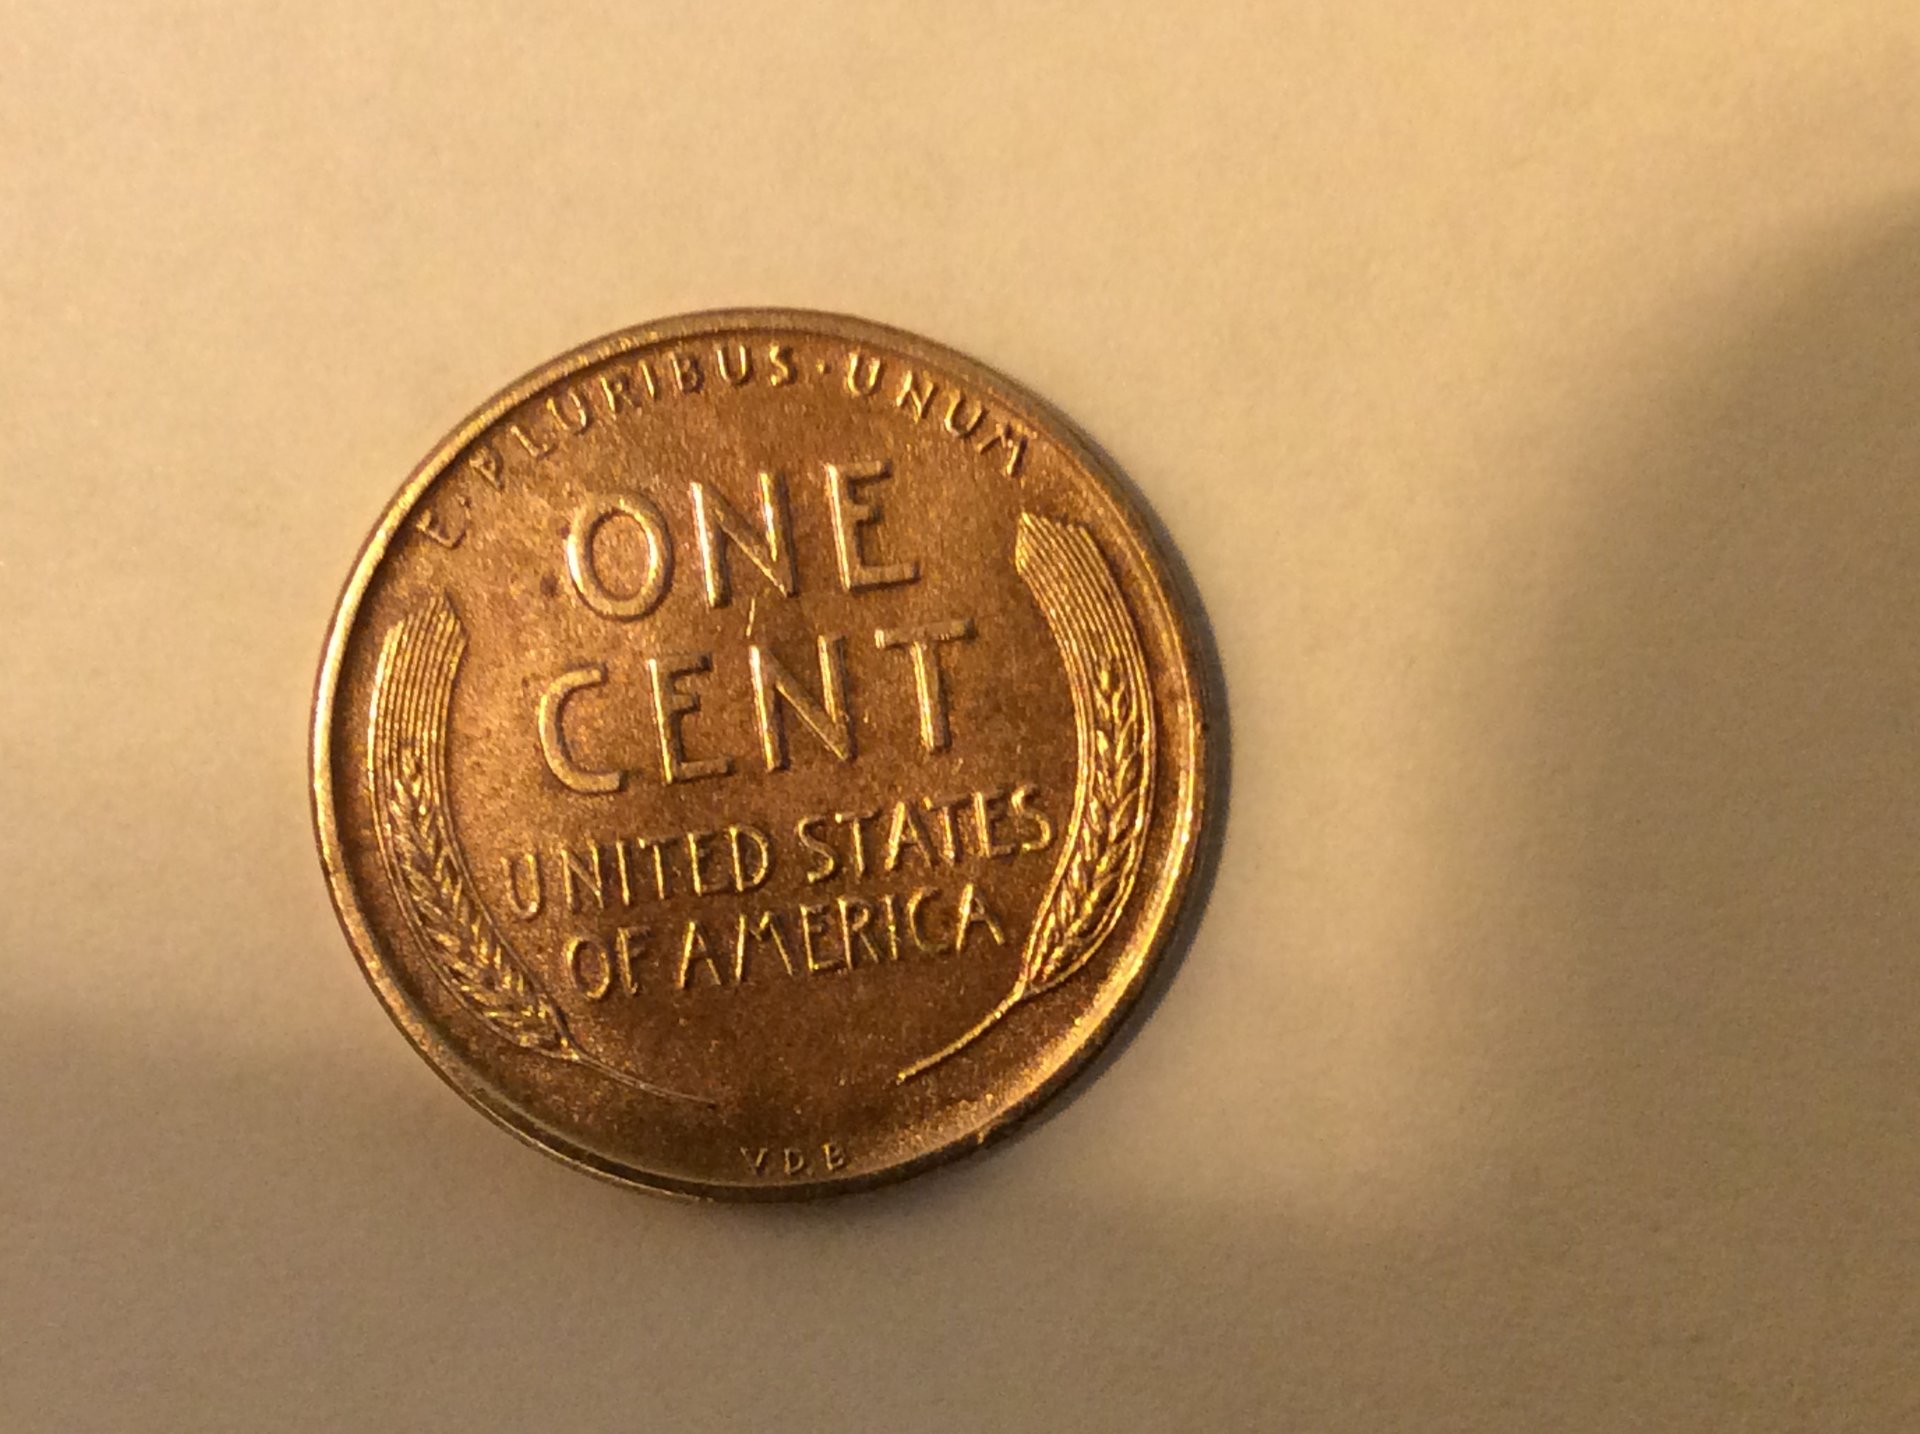 E·PLURIBUS·UNUM
ONE
CENT
UNITED STATES
OF AMERICA
V.D.B.